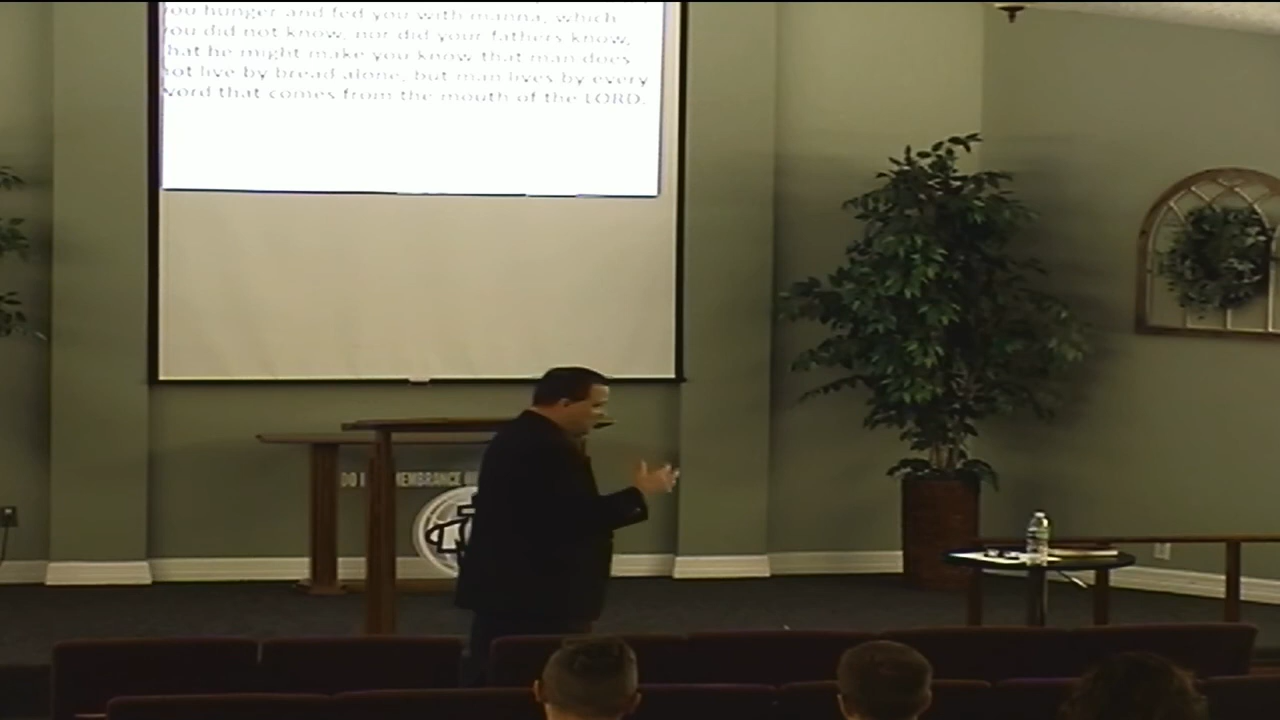 you hunger and fed you with manna, which
you did not know, nor did your fathers know,
that he might make you know that man does
not live by bread alone, but man lives by every
word that comes from the mouth of the LORD.
DO I MEMBRANCE